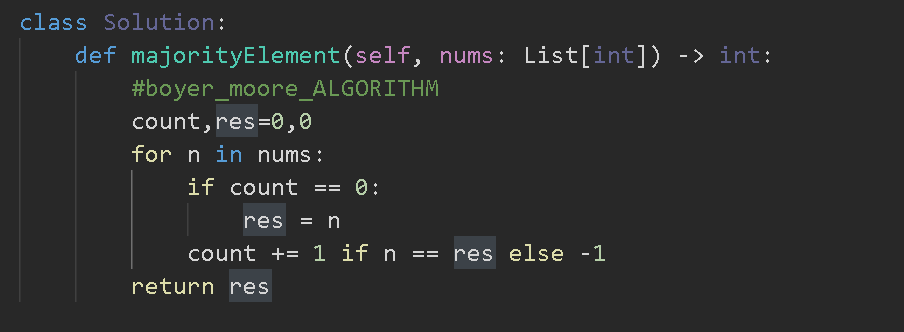 class Solution:
    def majorityElement(self, nums: List[int]) -> int:
        #boyer_moore_ALGORITHM
        count,res=0,0
        for n in nums:
            if count == 0:
                res = n
            count += 1 if n == res else -1
        return res